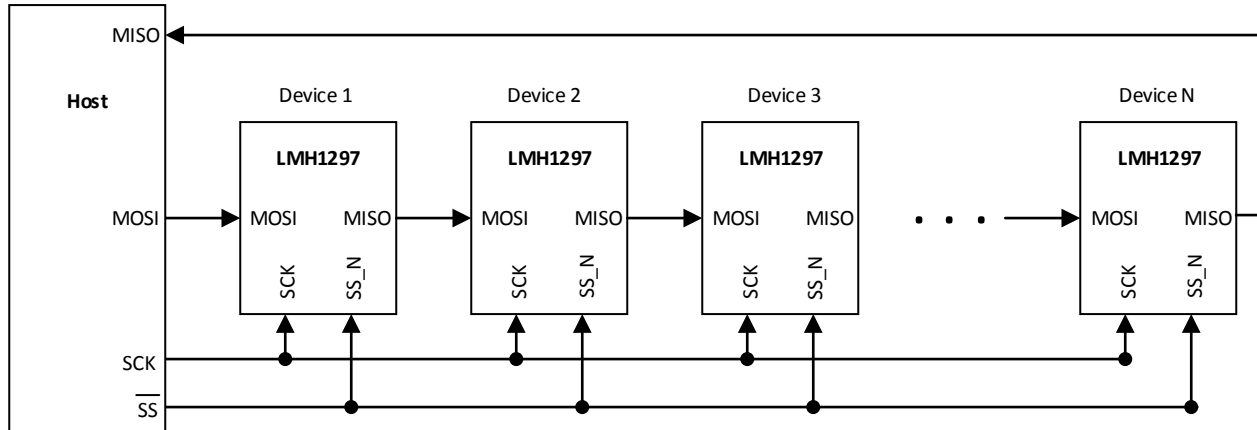 MISO
Host
Device 1
Device 2
Device 3
Device N
LMH1297
LMH1297
LMH1297
LMH1297
MOSI
MOSI MISO
MOSI MISO
MOSI MISO
. . .
MOSI MISO
SCK SS_N
SCK SS_N
SCK SS_N
SCK SS_N
SCK
S̅S̅